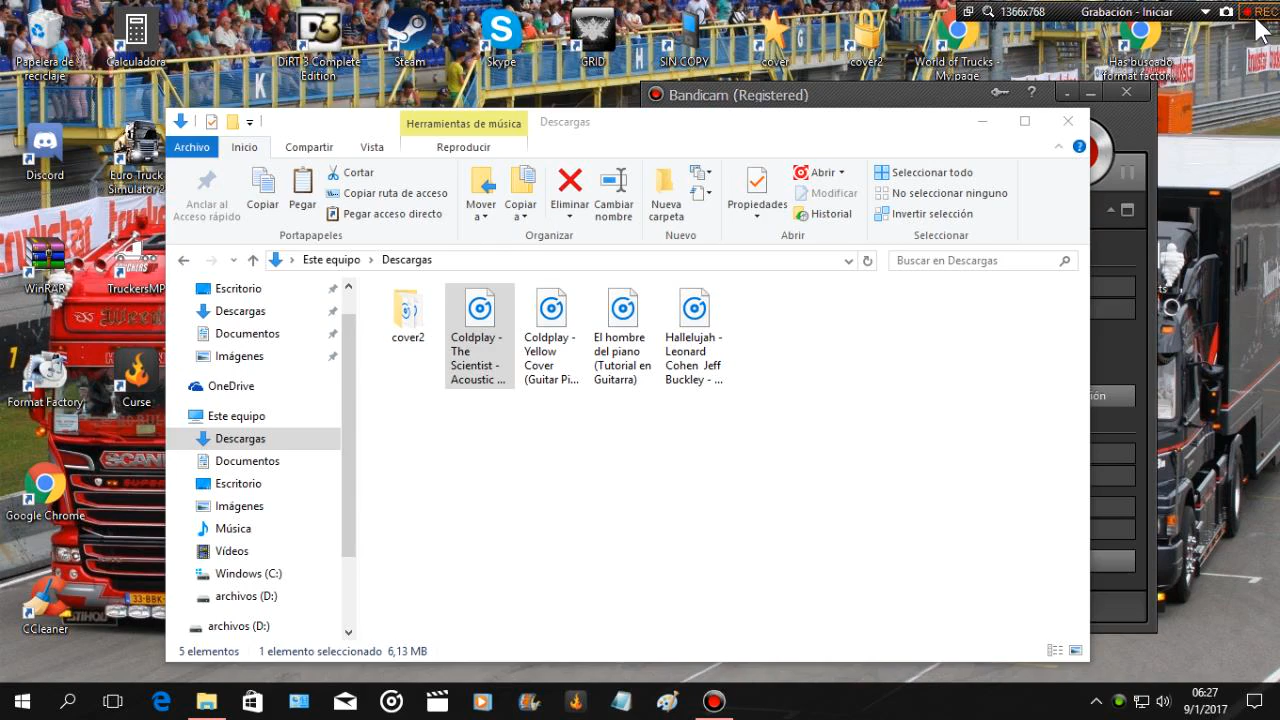 1366x768
Grabación - Iniciar
REC
Papelera de
reciclaje
Calculadora
DiRT 3 Complete
Edition
Steam
Skype
GRID
SIN COPY
cover
cover2
World of Trucks -
My page
Has buscado
format factory
Bandicam (Registered)
Discord
Euro Truck
Simulator 2
WinRAR
TruckersMP
Format Factory
Curse
Google Chrome
CCleaner
Herramientas de música
Descargas
Archivo
Inicio
Compartir
Vista
Reproducir
Anclar al
Acceso rápido
Copiar
Pegar
Cortar
Copiar ruta de acceso
Pegar acceso directo
Portapapeles
Mover
a
Copiar
a
Eliminar
Cambiar
nombre
Organizar
Nueva
carpeta
Nuevo
Propiedades
Abrir
Modificar
Historial
Abrir
Seleccionar todo
No seleccionar ninguno
Invertir selección
Seleccionar
Este equipo
Descargas
Buscar en Descargas
Escritorio
Descargas
Documentos
Imágenes
OneDrive
Este equipo
Descargas
Documentos
Escritorio
Imágenes
Música
Vídeos
Windows (C:)
archivos (D:)
archivos (D:)
cover2
Coldplay -
The
Scientist -
Acoustic ...
Coldplay -
Yellow
Cover
(Guitar Pi...
El hombre
del piano
(Tutorial en
Guitarra)
Hallelujah -
Leonard
Cohen Jeff
Buckley - ...
5 elementos
1 elemento seleccionado 6,13 MB
ión
SCANIA
33-BBK
06:27
9/1/2017